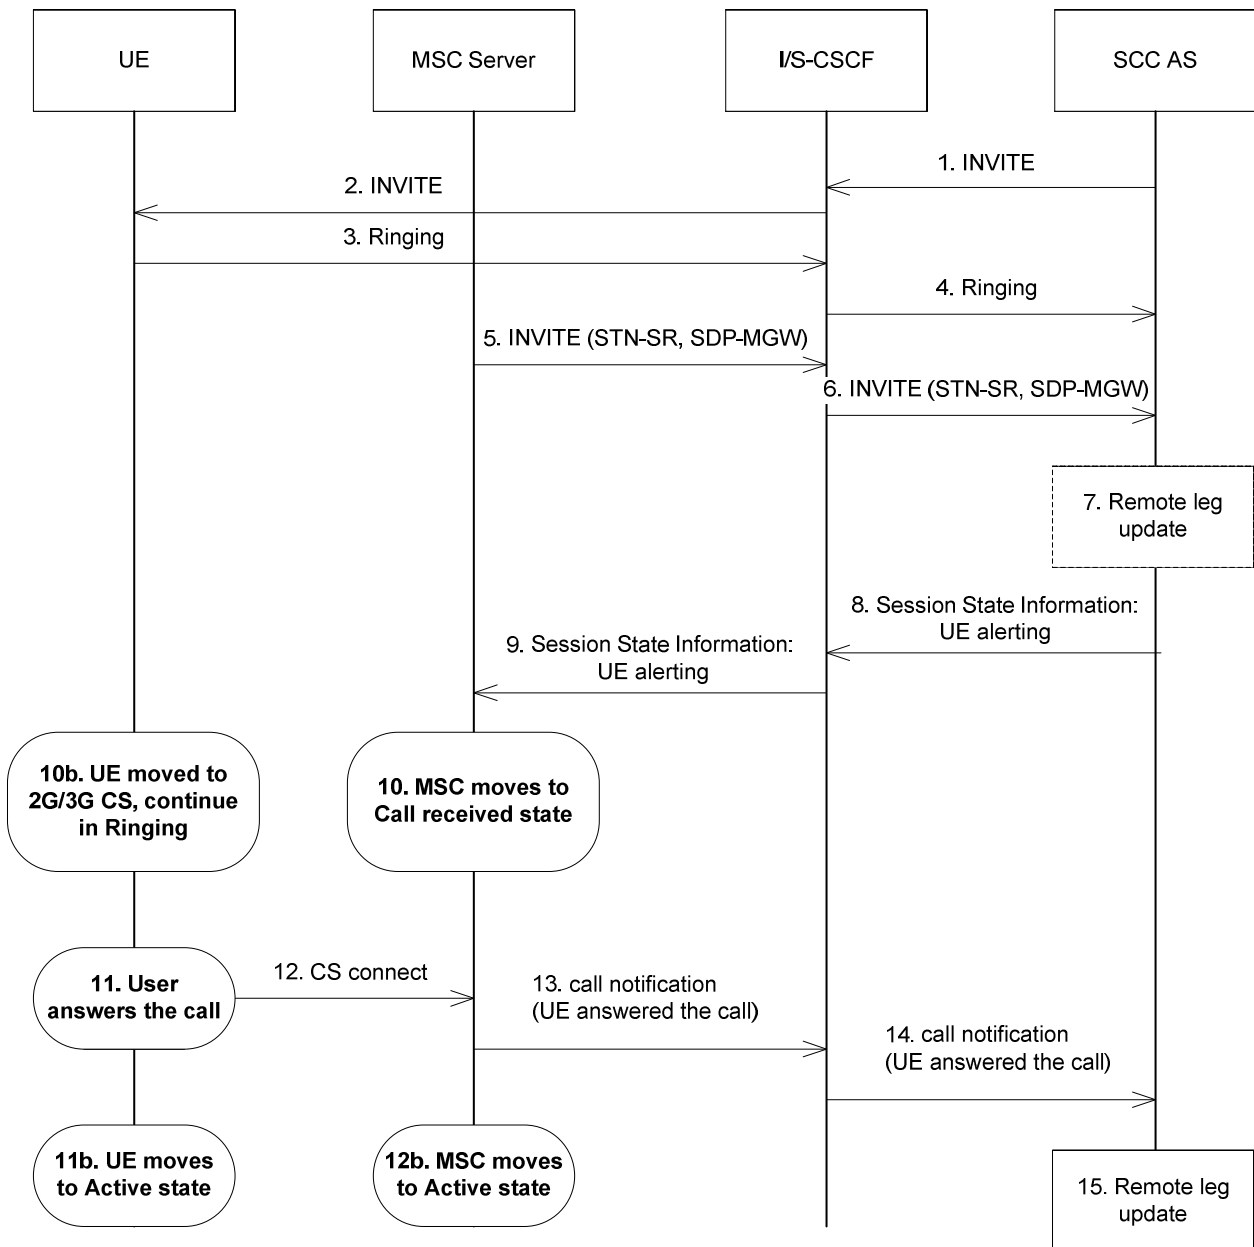 UE
MSC Server
I/S-CSCF
SCC AS
1. INVITE
2. INVITE
3. Ringing
4. Ringing
5. INVITE (STN-SR, SDP-MGW)
6. INVITE (STN-SR, SDP-MGW)
7. Remote leg
update
8. Session State Information:
UE alerting
9. Session State Information:
UE alerting
10b. UE moved to
2G/3G CS, continue
in Ringing
10. MSC moves to
Call received state
11. User
answers the call
12. CS connect
13. call notification
(UE answered the call)
14. call notification
(UE answered the call)
11b. UE moves
to Active state
12b. MSC moves
to Active state
15. Remote leg
update